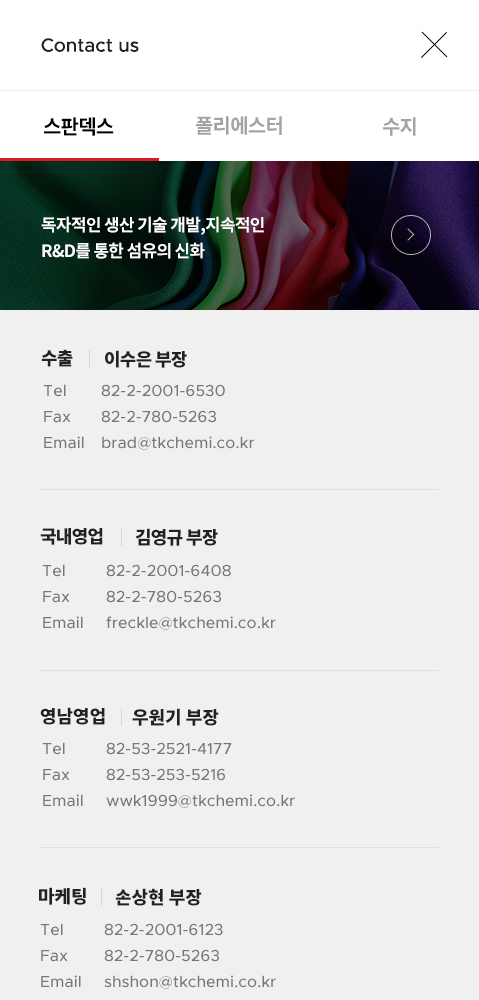 Contact us
스판덱스 폴리에스터 수지
독자적인 생산 기술 개발,지속적인
R&D를 통한 섬유의 신화
수출 이수은 부장
Tel 82-2-2001-6530
Fax 82-2-780-5263
Email brad@tkchemi.co.kr
국내영업 김영규 부장
Tel 82-2-2001-6408
Fax 82-2-780-5263
Email freckle@tkchemi.co.kr
영남영업 우원기 부장
Tel 82-53-2521-4177
Fax 82-53-253-5216
Email wwk1999@tkchemi.co.kr
마케팅 손상현 부장
Tel 82-2-2001-6123
Fax 82-2-780-5263
Email shshon@tkchemi.co.kr